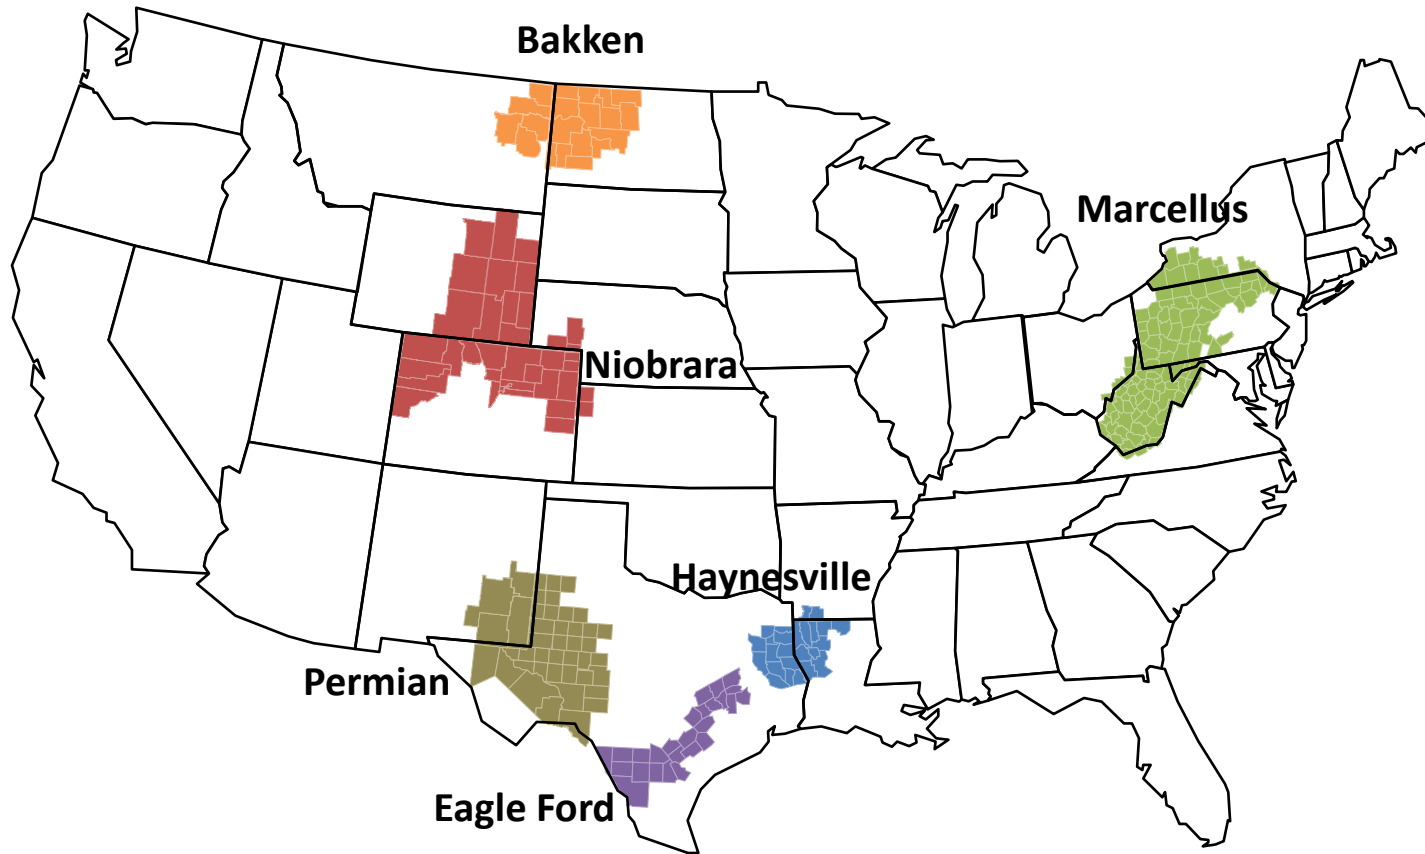 Bakken
Marcellus
Niobrara
Haynesville
Permian
Eagle Ford